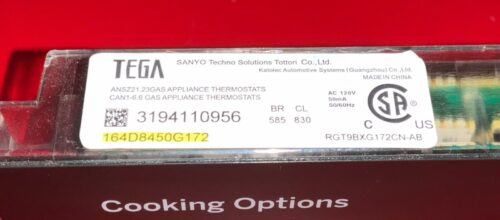 TEGA
SANYO Techno Solutions Tottori Co.,Ltd.
Katolec Automotive Systems (Guangzhou) Co.,Ltd
MADE IN CHINA
ANSZ21.23GAS APPLIANCE THERMOSTATS
CAN1-6.6 GAS APPLIANCE THERMOSTATS
AC 120V
50mA
50/60Hz
3194110956
BR CL
585 830
164D8450G172
SA
C US
RGT9BXG172CN-AB
Cooking Options